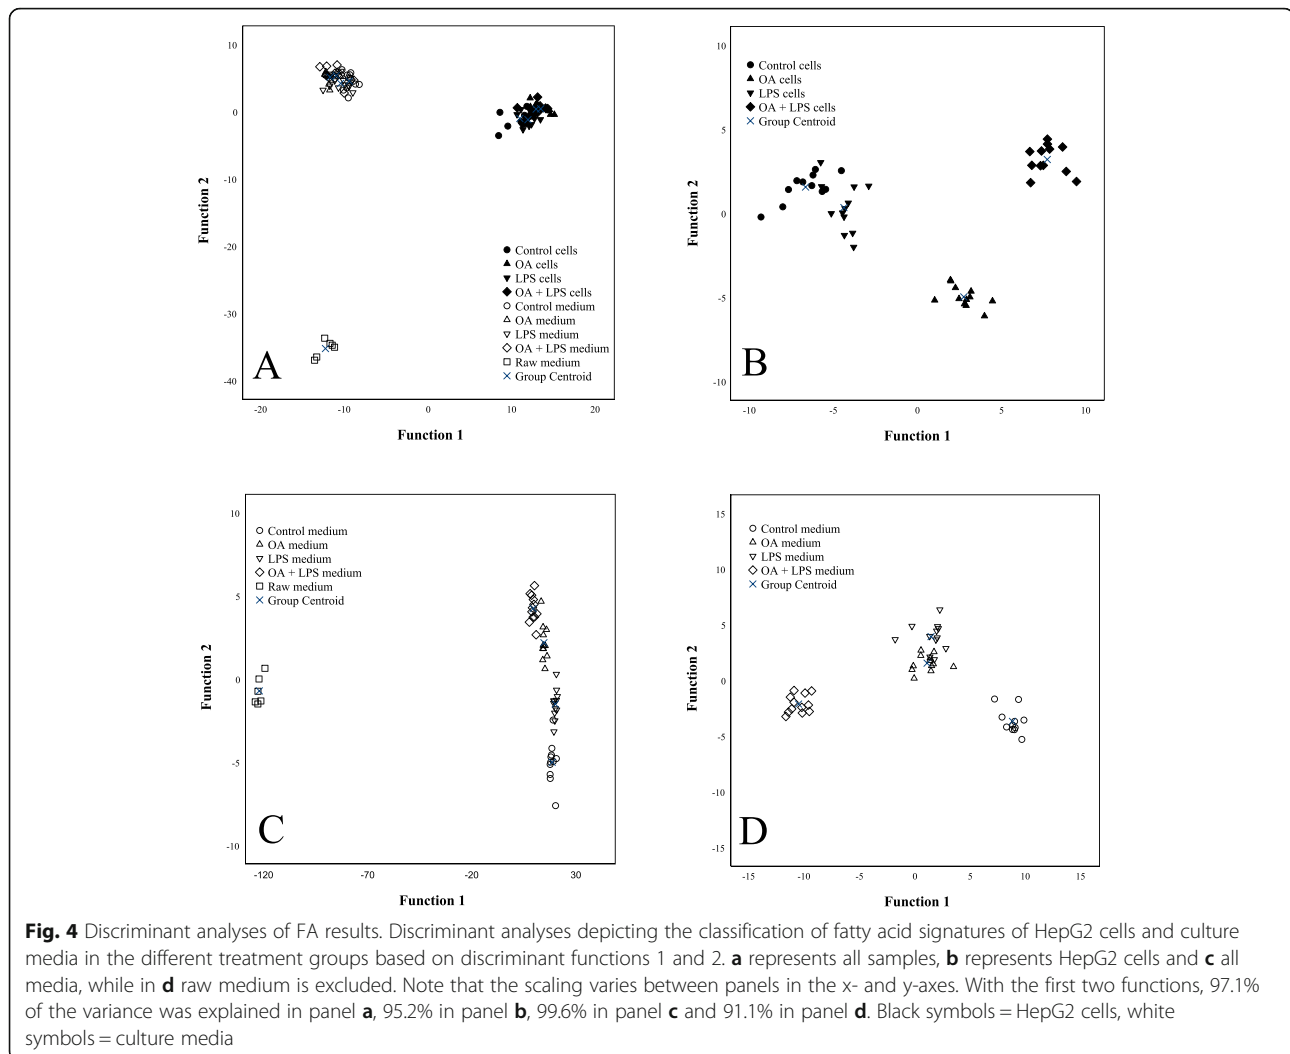 10
0
-10
-20
-30
-40
Function 2
-20
-10
0
10
20
Function 1
Control cells
OA cells
LPS cells
OA + LPS cells
Control medium
OA medium
LPS medium
OA + LPS medium
Raw medium
Group Centroid
A
10
5
0
-5
-10
Function 2
-10
-5
0
5
10
Function 1
Control cells
OA cells
LPS cells
OA + LPS cells
Group Centroid
B
10
5
0
-5
-10
Function 2
-120
-70
-20
30
Function 1
Control medium
OA medium
LPS medium
OA + LPS medium
Raw medium
Group Centroid
C
15
10
5
0
-5
-10
-15
Function 2
-15
-10
-5
0
5
10
15
Function 1
Control medium
OA medium
LPS medium
OA + LPS medium
Group Centroid
D
Fig. 4 Discriminant analyses of FA results. Discriminant analyses depicting the classification of fatty acid signatures of HepG2 cells and culture
media in the different treatment groups based on discriminant functions 1 and 2. a represents all samples, b represents HepG2 cells and c all
media, while in d raw medium is excluded. Note that the scaling varies between panels in the x- and y-axes. With the first two functions, 97.1%
of the variance was explained in panel a, 95.2% in panel b, 99.6% in panel c and 91.1% in panel d. Black symbols = HepG2 cells, white
symbols = culture media